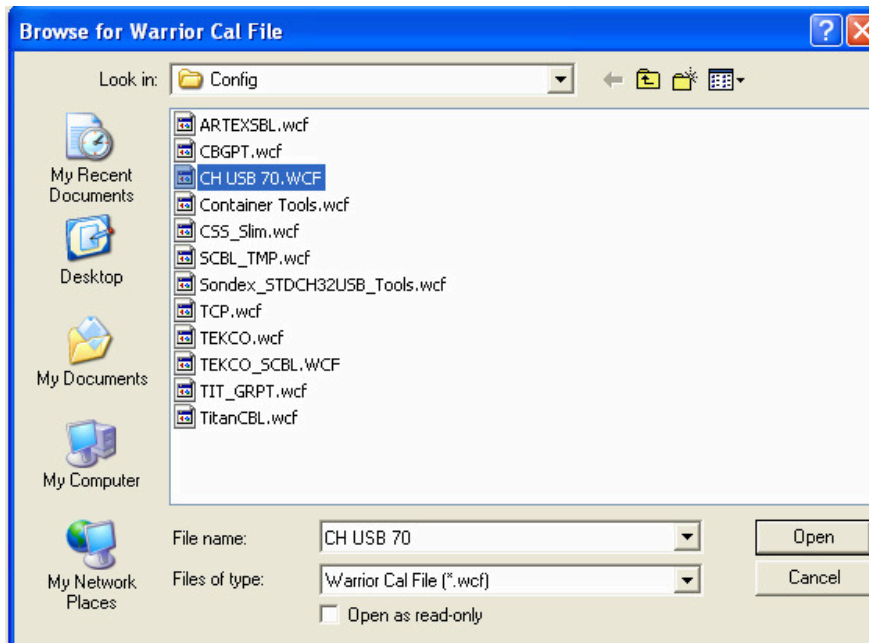 Browse for Warrior Cal File
Look in: Config
ARTEXSBL.wcf
CBGPT.wcf
CH USB 70.WCF
Container Tools.wcf
CSS_Slim.wcf
SCBL_TMP.wcf
Sondex_STDCH32USB_Tools.wcf
TCP.wcf
TEKCO.wcf
TEKCO_SCBL.WCF
TIT_GRPT.wcf
TitanCBL.wcf
My Recent
Documents
Desktop
My Documents
My Computer
My Network
Places
File name: CH USB 70 Open
Files of type: Warrior Cal File (*.wcf) Cancel
Open as read-only